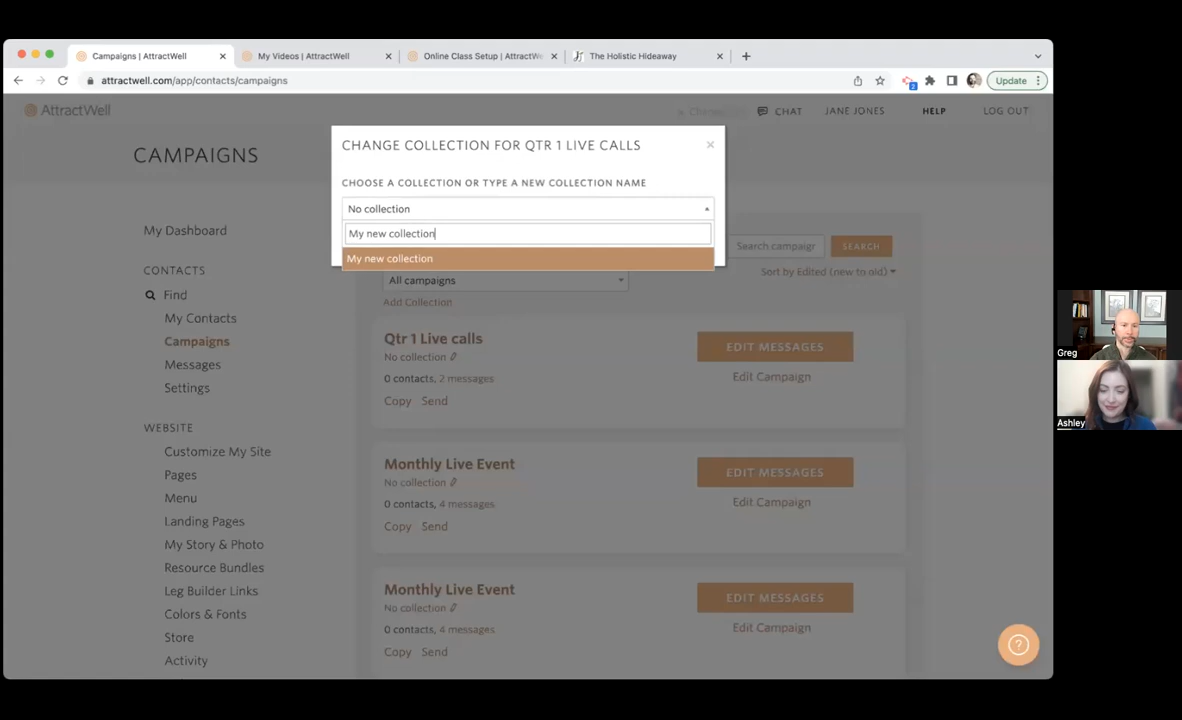 Campaigns | AttractWell
My Videos | AttractWell
Online Class Setup | AttractWe
The Holistic Hideaway
attractwell.com/app/contacts/campaigns
Update
AttractWell
CHAT
JANE JONES
HELP
LOG OUT
CAMPAIGNS
CHANGE COLLECTION FOR QTR 1 LIVE CALLS
CHOOSE A COLLECTION OR TYPE A NEW COLLECTION NAME
No collection
My new collection
My new collection
My Dashboard
CONTACTS
Find
My Contacts
Campaigns
Messages
Settings
WEBSITE
Customize My Site
Pages
Menu
Landing Pages
My Story & Photo
Resource Bundles
Leg Builder Links
Colors & Fonts
Store
Activity
Search campaigr
SEARCH
Sort by Edited (new to old)
All campaigns
Add Collection
Qtr 1 Live calls
No collection
0 contacts, 2 messages
Copy Send
EDIT MESSAGES
Edit Campaign
Monthly Live Event
No collection
0 contacts, 4 messages
Copy Send
EDIT MESSAGES
Edit Campaign
Monthly Live Event
No collection
0 contacts, 4 messages
Copy Send
EDIT MESSAGES
Edit Campaign
Greg
Ashley